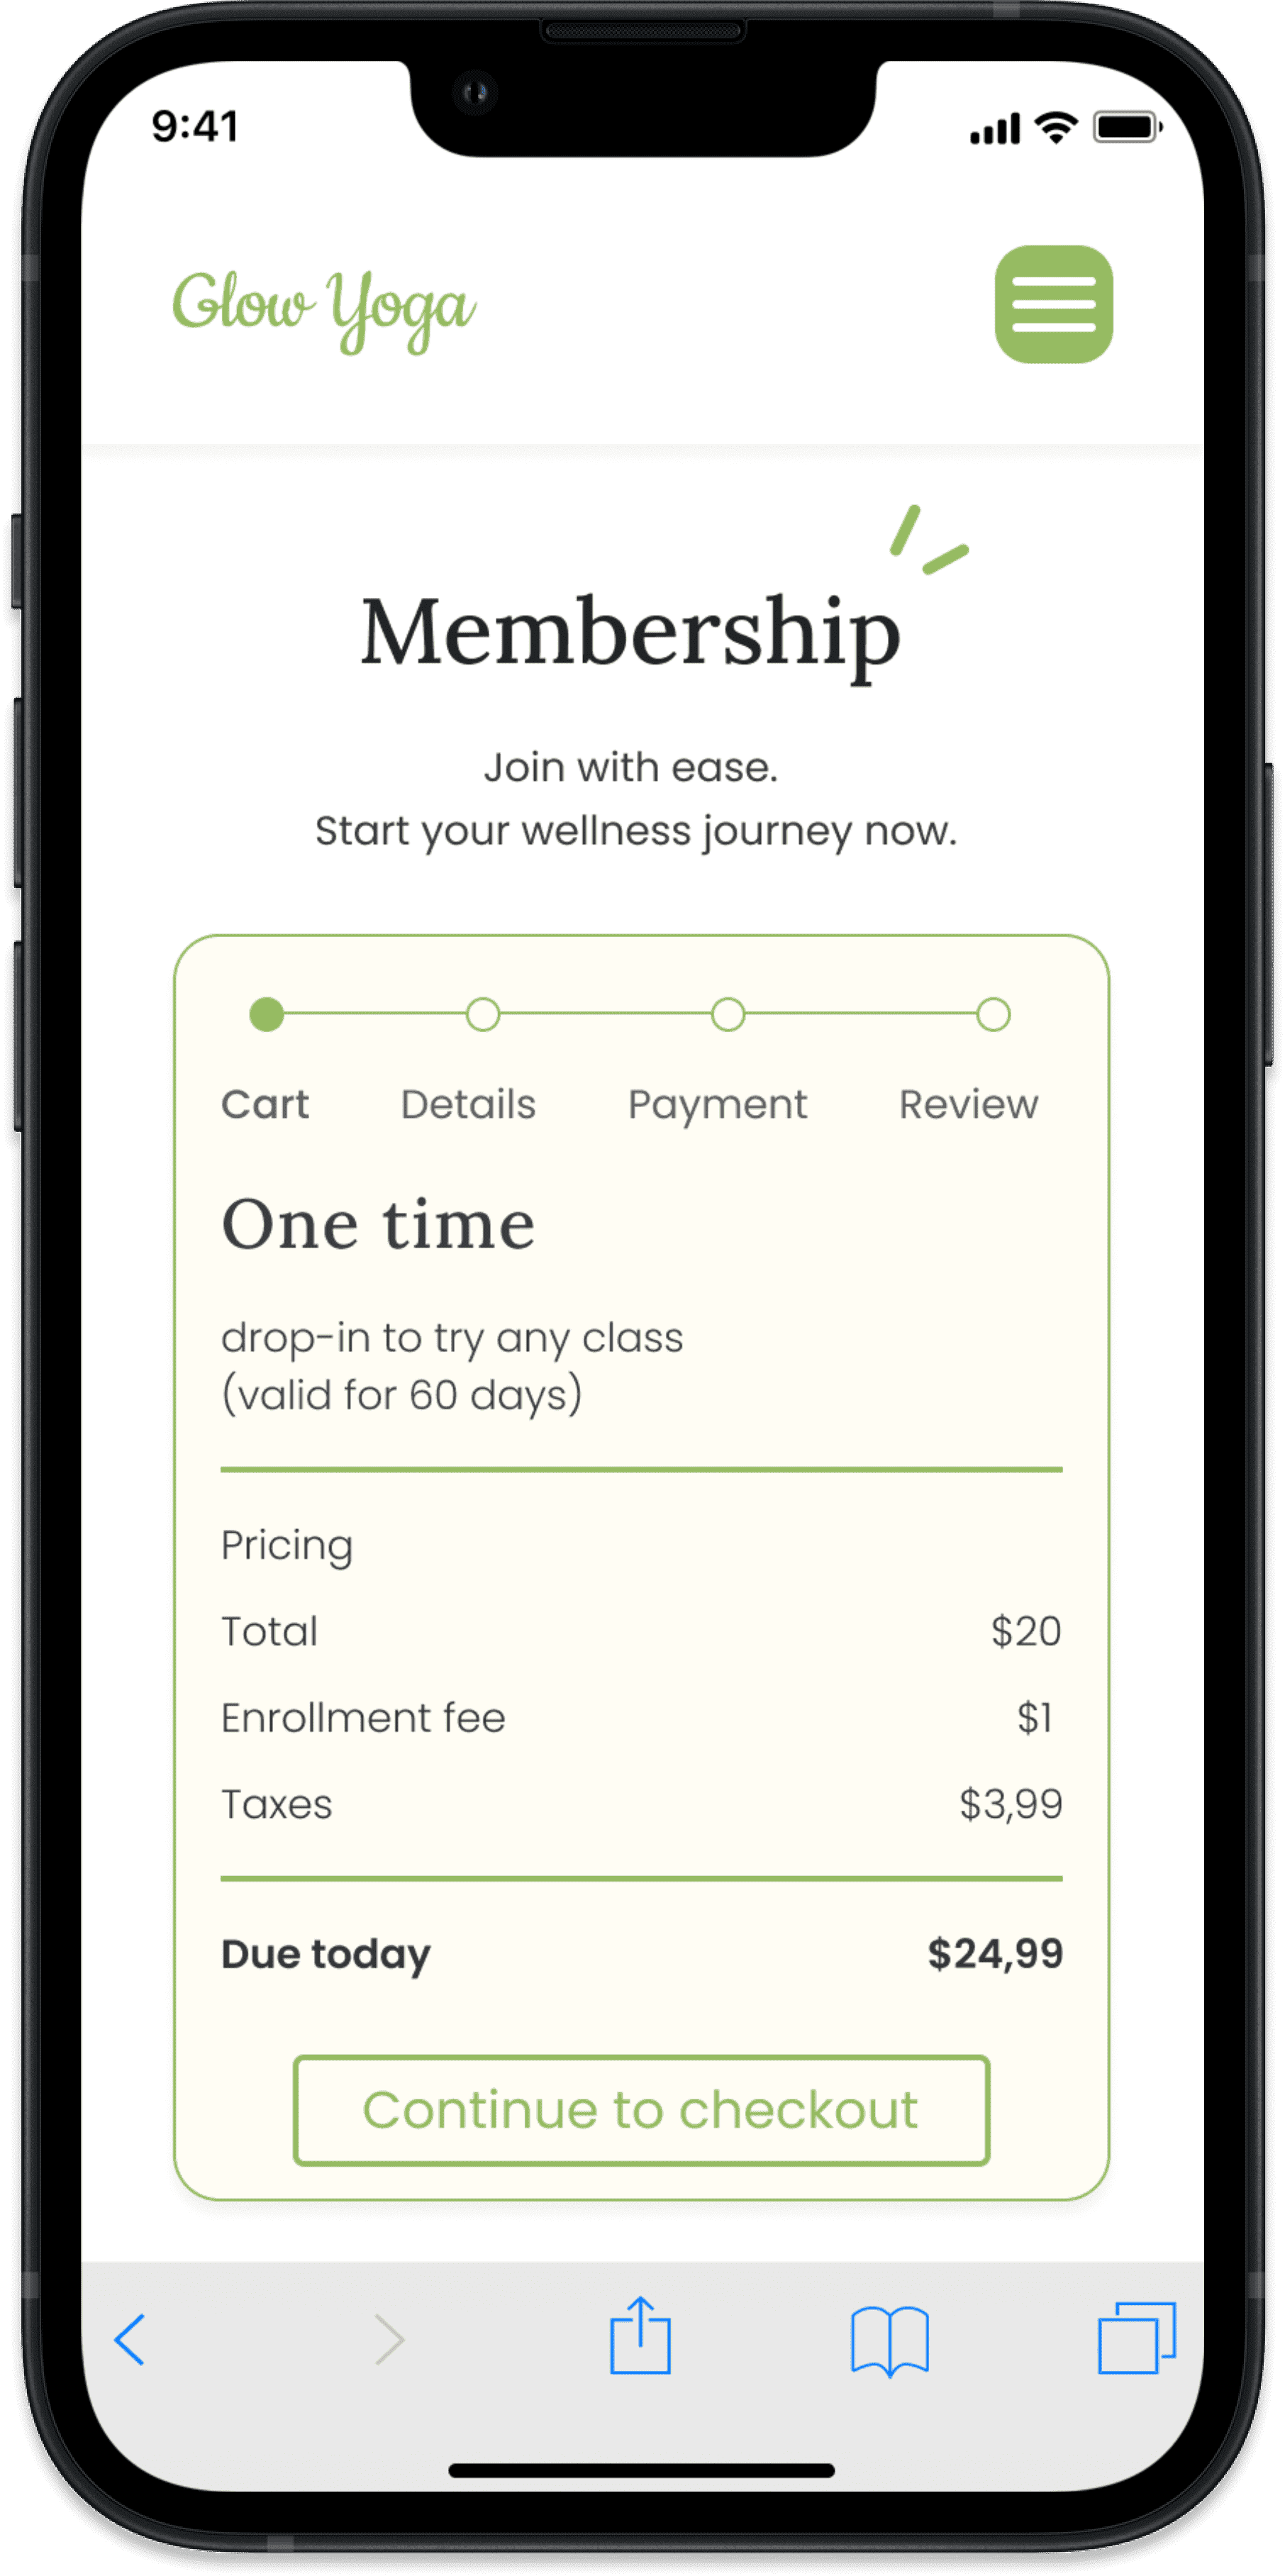 9:41
Glow Yoga
Membership
Join with ease.
Start your wellness journey now.
Cart Details Payment Review
One time
drop-in to try any class
(valid for 60 days)
Pricing
Total $20
Enrollment fee $1
Taxes $3,99
Due today $24,99
Continue to checkout